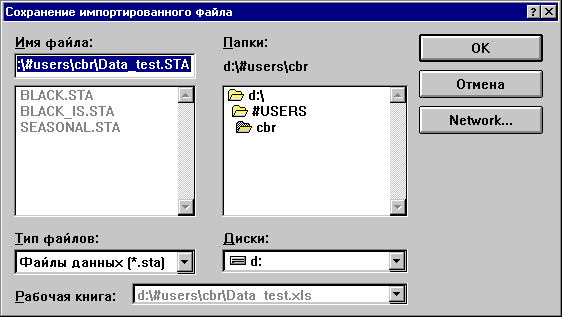 Сохранение импортированного файла
Имя файла:
:\#users\cbr\Data_test.STA
BLACK.STA
BLACK_IS.STA
SEASONAL.STA
Тип файлов:
Файлы данных (*.sta)
Папки:
d:\#users\cbr
d:\
#USERS
cbr
Диски:
d:
Рабочая книга: d:\#users\cbr\Data_test.xls
OK
Отмена
Network...